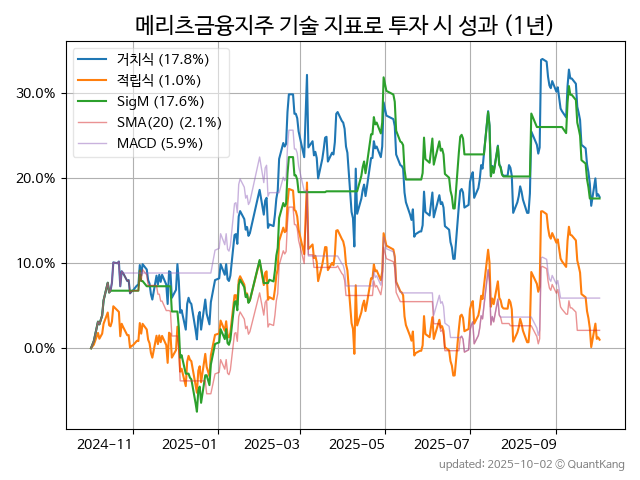 메리츠금융지주 기술 지표로 투자 시 성과 (1년)
거치식 (17.8%)
적립식 (1.0%)
SigM (17.6%)
SMA(20) (2.1%)
MACD (5.9%)
30.0%
20.0%
10.0%
0.0%
2024-11 2025-01 2025-03 2025-05 2025-07 2025-09
updated: 2025-10-02 © QuantKang